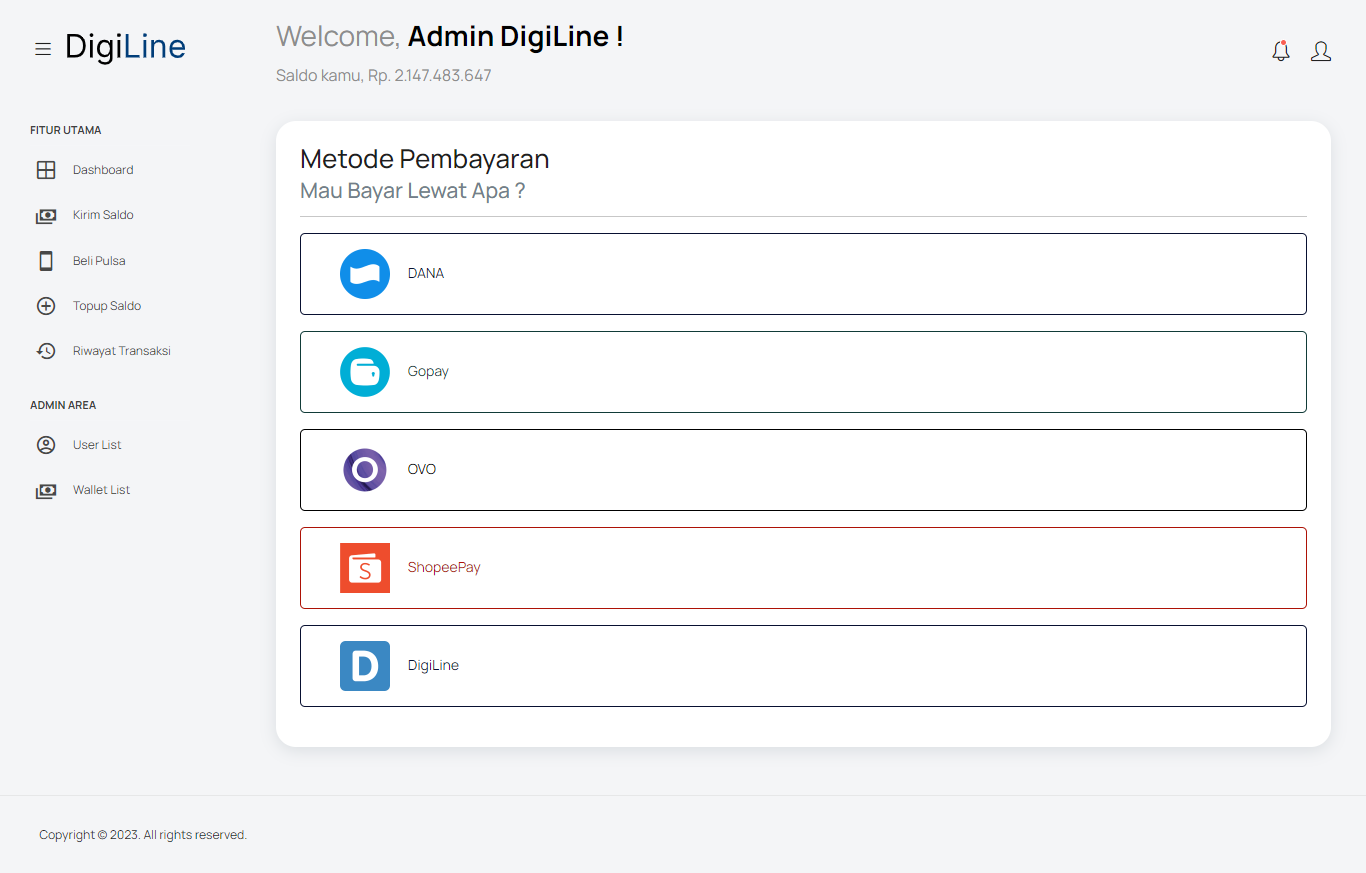 DigiLine
Welcome, Admin DigiLine !
Saldo kamu, Rp. 2.147.483.647
FITUR UTAMA
Dashboard
Kirim Saldo
Beli Pulsa
Topup Saldo
Riwayat Transaksi
ADMIN AREA
User List
Wallet List
Metode Pembayaran
Mau Bayar Lewat Apa ?
DANA
Gopay
OVO
S
ShopeePay
D
DigiLine
Copyright © 2023. All rights reserved.